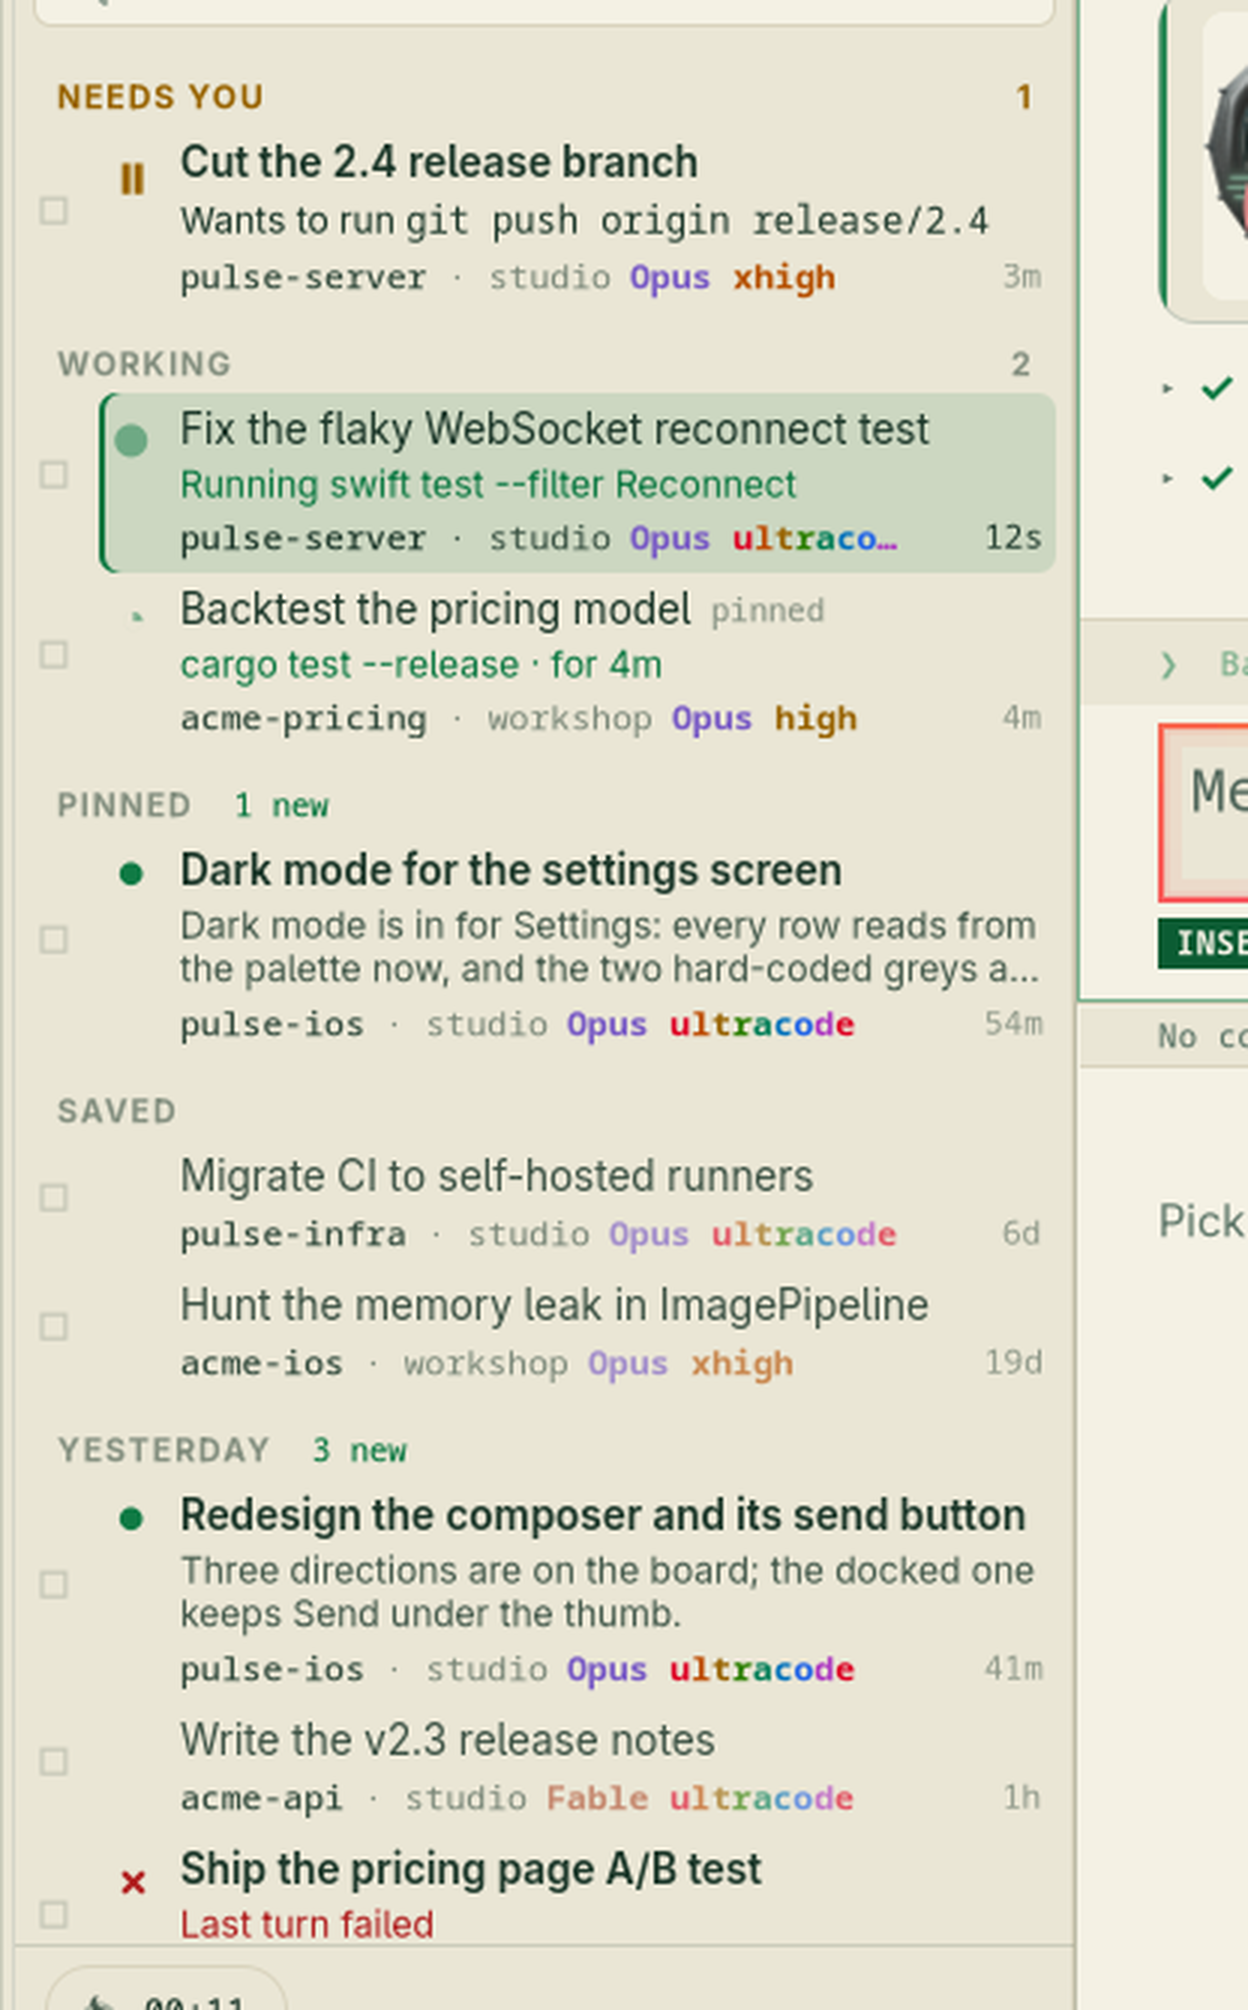 NEEDS YOU 1
Cut the 2.4 release branch
Wants to run git push origin release/2.4
pulse-server · studio Opus xhigh 3m
WORKING 2
Fix the flaky WebSocket reconnect test
Running swift test --filter Reconnect
pulse-server · studio Opus ultraco… 12s
Backtest the pricing model pinned
cargo test --release · for 4m
acme-pricing · workshop Opus high 4m
PINNED 1 new
Dark mode for the settings screen
Dark mode is in for Settings: every row reads from
the palette now, and the two hard-coded greys a…
pulse-ios · studio Opus ultracode 54m
SAVED
Migrate CI to self-hosted runners
pulse-infra · studio Opus ultracode 6d
Hunt the memory leak in ImagePipeline
acme-ios · workshop Opus xhigh 19d
YESTERDAY 3 new
Redesign the composer and its send button
Three directions are on the board; the docked one
keeps Send under the thumb.
pulse-ios · studio Opus ultracode 41m
Write the v2.3 release notes
acme-api · studio Fable ultracode 1h
Ship the pricing page A/B test
Last turn failed
Ba
Me
INSE
No co
Pick